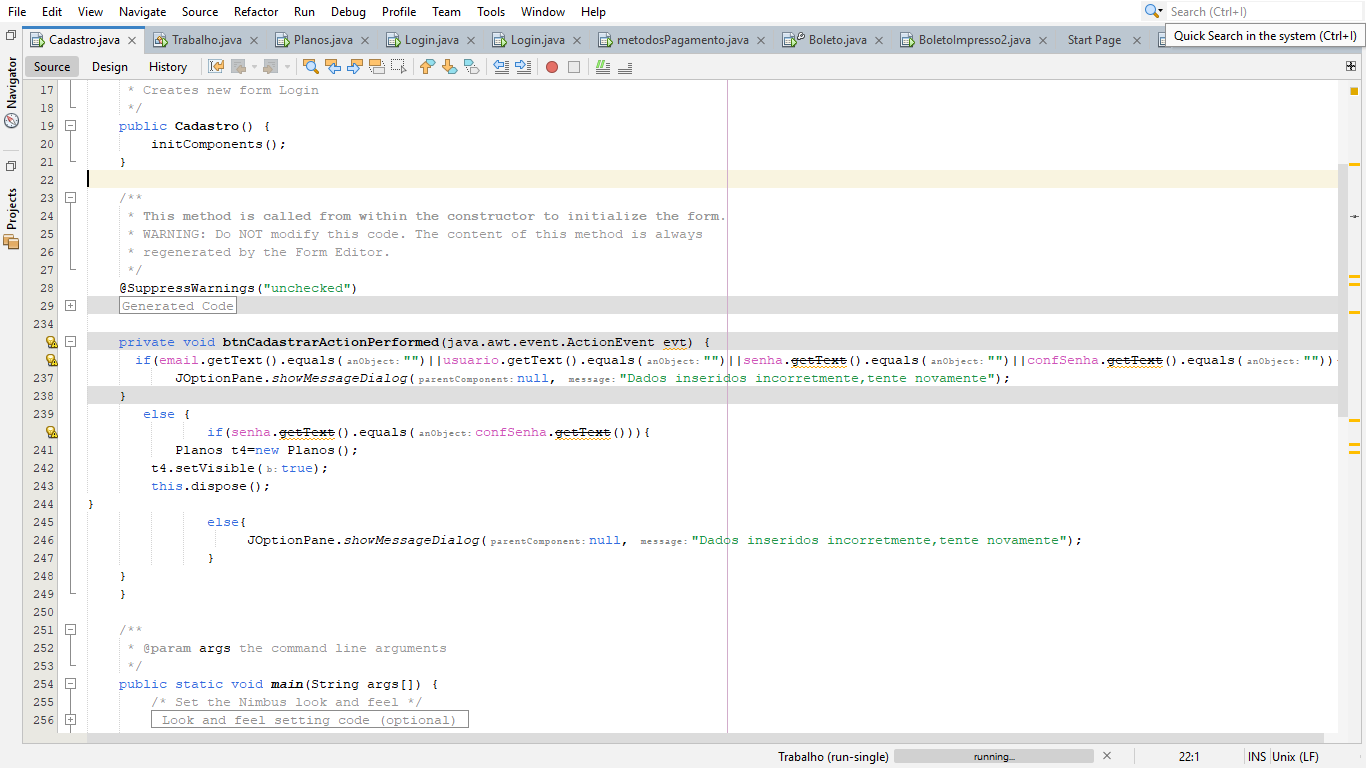 File Edit View Navigate Source Refactor Run Debug Profile Team Tools Window Help
Search (Ctrl+I)
Cadastro.java Trabalho.java Planos.java Login.java Login.java metodosPagamento.java Boleto.java BoletoImpresso2.java Start Page
Quick Search in the system (Ctrl+I)
Source Design History
Navigator
Projects
17 * Creates new form Login
18 */
19 public Cadastro() {
20 initComponents();
21 }
22
23 /**
24 * This method is called from within the constructor to initialize the form.
25 * WARNING: Do NOT modify this code. The content of this method is always
26 * regenerated by the Form Editor.
27 */
28 @SuppressWarnings("unchecked")
29 Generated Code
234
private void btnCadastrarActionPerformed(java.awt.event.ActionEvent evt) {
if(email.getText().equals(anObject:"")||usuario.getText().equals(anObject:"")||senha.getText().equals(anObject:"")||confSenha.getText().equals(anObject:""))
237 JOptionPane.showMessageDialog(parentComponent:null, message:"Dados inseridos incorretmente,tente novamente");
238 }
239 else {
if(senha.getText().equals(anObject:confSenha.getText())){
241 Planos t4=new Planos();
242 t4.setVisible(b:true);
243 this.dispose();
244 }
245 else{
246 JOptionPane.showMessageDialog(parentComponent:null, message:"Dados inseridos incorretmente,tente novamente");
247 }
248 }
249 }
250
251 /**
252 * @param args the command line arguments
253 */
254 public static void main(String args[]) {
255 /* Set the Nimbus look and feel */
256 Look and feel setting code (optional)
Trabalho (run-single) running... 22:1 INS Unix (LF)